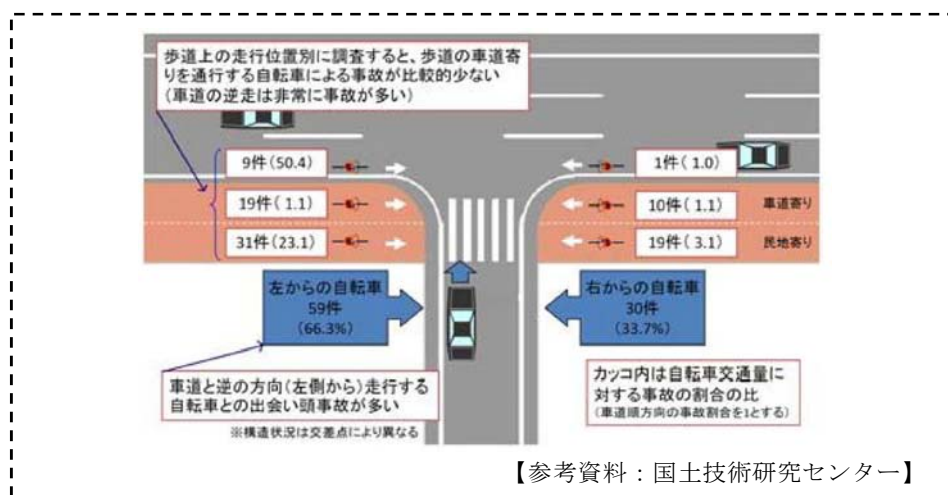 歩道上の走行位置別に調査すると、歩道の車道寄
りを通行する自転車による事故が比較的少ない
(車道の逆走は非常に事故が多い)
9件(50.4)
1件( 1.0)
19件( 1.1)
10件( 1.1)
車道寄り
31件(23.1)
19件( 3.1)
民地寄り
左からの自転車
59件
(66.3%)
右からの自転車
30件
(33.7%)
車道と逆の方向(左側から)走行する
自転車との出会い頭事故が多い
※構造状況は交差点により異なる
カッコ内は自転車交通量に
対する事故の割合の比
(車道順方向の事故割合を1とする)
【参考資料：国土技術研究センター】